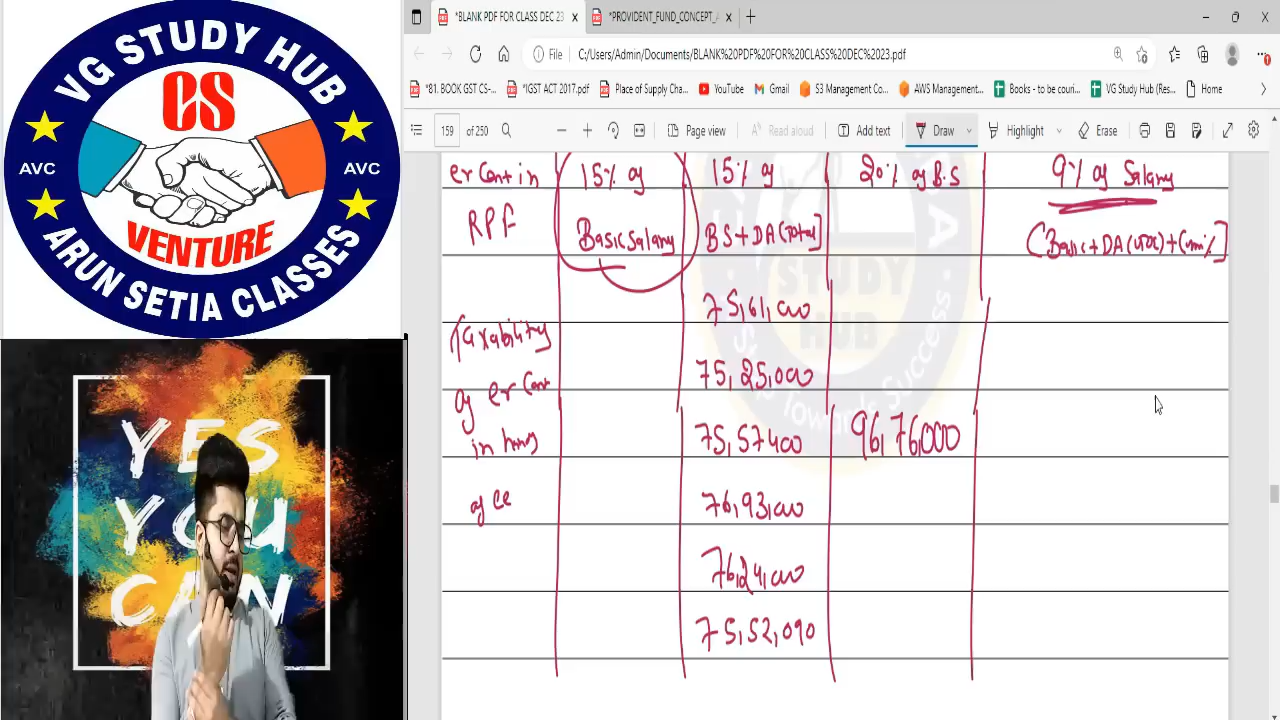 VG STUDY HUB
CS
AVC
AVC
VENTURE
ARUN SETIA CLASSES
YES
YOU
CAN
*BLANK PDF FOR CLASS DEC 23
*PROVIDENT_FUND_CONCEPT_A
File
C:/Users/Admin/Documents/BLANK%20PDF%20FOR%20CLASS%20DEC%2023.pdf
*81. BOOK GST CS-
*IGST ACT 2017.pdf
Place of Supply Cha...
YouTube
Gmail
S3 Management Co...
AWS Management...
Books - to be couri...
VG Study Hub (Res...
Home
159 of 250
Page view
Read aloud
Add text
Draw
Highlight
Erase
er Cont in 15% of 15% of 20% of B.S 9% of Salary
RPF Basic Salary BS + DA (Total)
STUDY
HUB
75,61,000
Taxability
75,25,000
of er Cont
in hands 75,57400 96,76,000
of ee 76,93,000
76,24,000
75,52,090